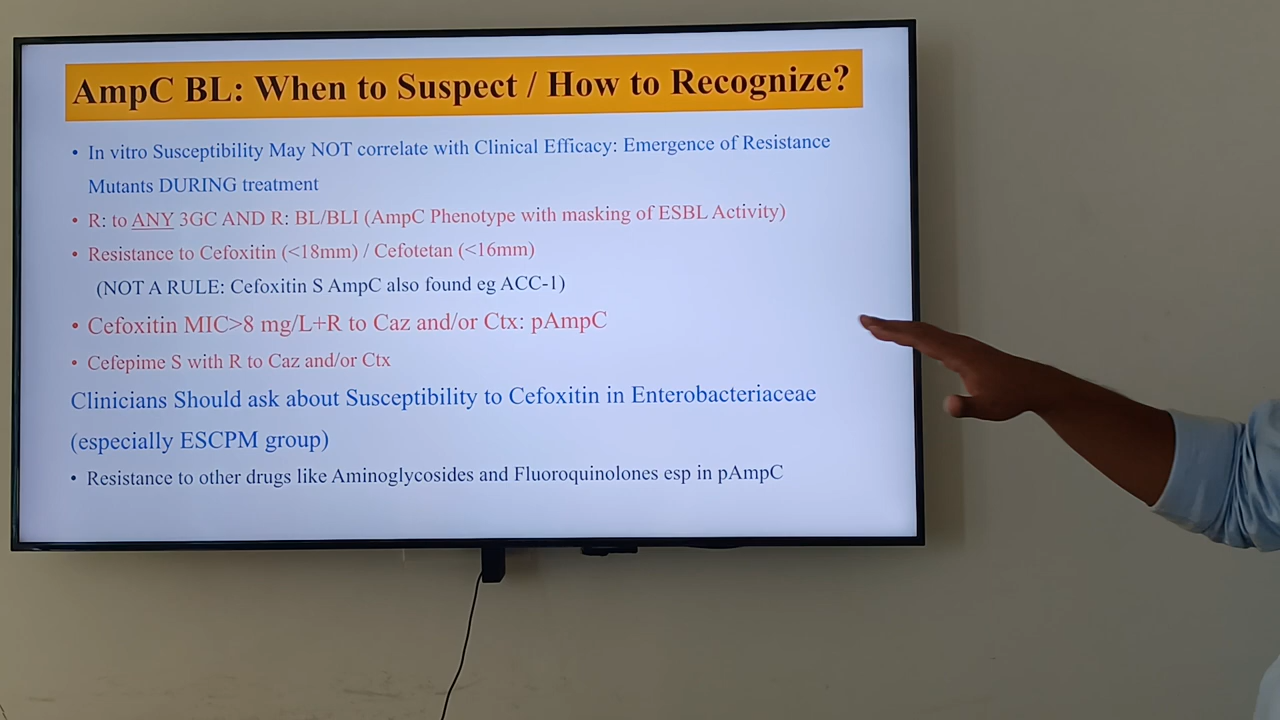 AmpC BL: When to Suspect / How to Recognize?
• In vitro Susceptibility May NOT correlate with Clinical Efficacy: Emergence of Resistance
Mutants DURING treatment
• R: to ANY 3GC AND R: BL/BLI (AmpC Phenotype with masking of ESBL Activity)
• Resistance to Cefoxitin (<18mm) / Cefotetan (<16mm)
(NOT A RULE: Cefoxitin S AmpC also found eg ACC-1)
• Cefoxitin MIC>8 mg/L+R to Caz and/or Ctx: pAmpC
• Cefepime S with R to Caz and/or Ctx
Clinicians Should ask about Susceptibility to Cefoxitin in Enterobacteriaceae
(especially ESCPM group)
• Resistance to other drugs like Aminoglycosides and Fluoroquinolones esp in pAmpC